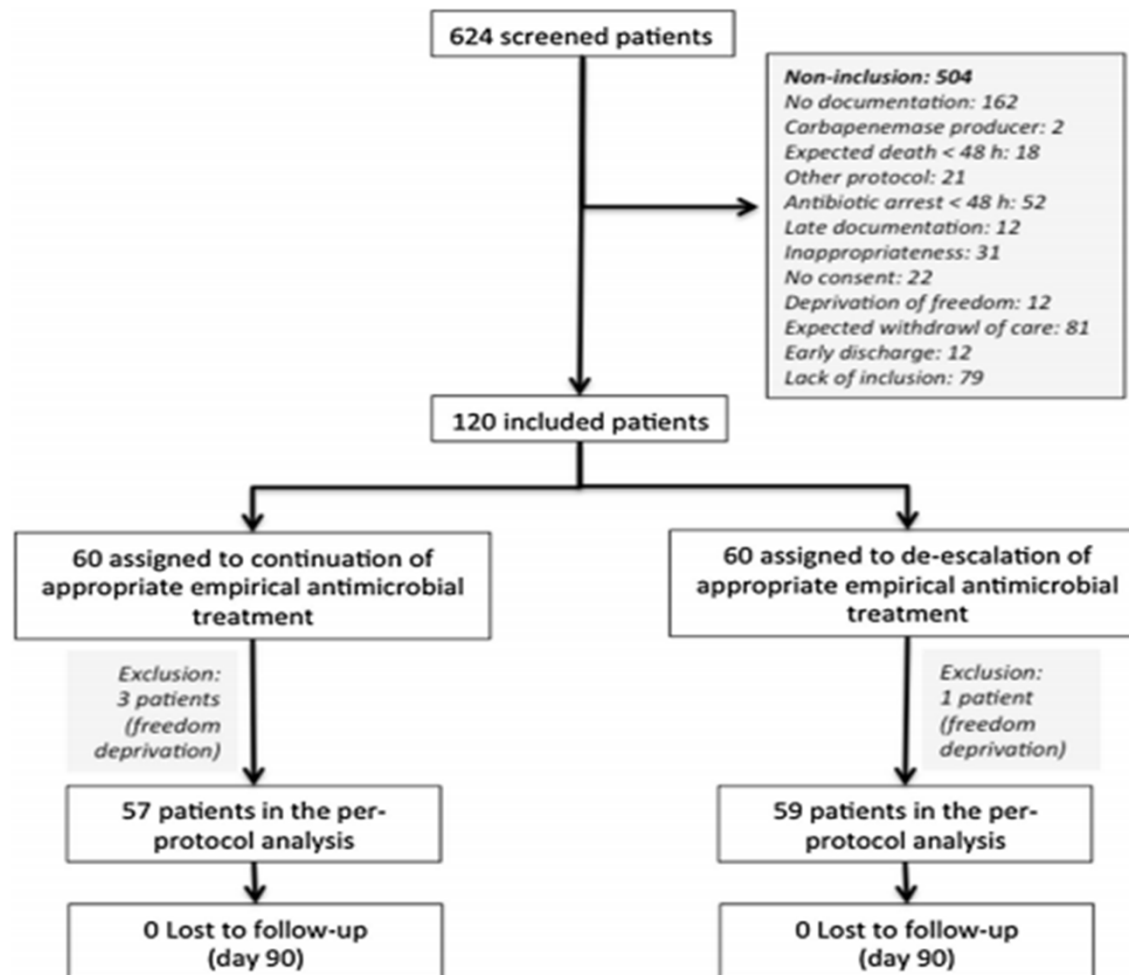 624 screened patients
Non-inclusion: 504
No documentation: 162
Carbapenemase producer: 2
Expected death < 48 h: 18
Other protocol: 21
Antibiotic arrest < 48 h: 52
Late documentation: 12
Inappropriateness: 31
No consent: 22
Deprivation of freedom: 12
Expected withdrawl of care: 81
Early discharge: 12
Lack of inclusion: 79
120 included patients
60 assigned to continuation of
appropriate empirical antimicrobial
treatment
60 assigned to de-escalation of
appropriate empirical antimicrobial
treatment
Exclusion:
3 patients
(freedom
deprivation)
Exclusion:
1 patient
(freedom
deprivation)
57 patients in the per-
protocol analysis
59 patients in the per-
protocol analysis
0 Lost to follow-up
(day 90)
0 Lost to follow-up
(day 90)